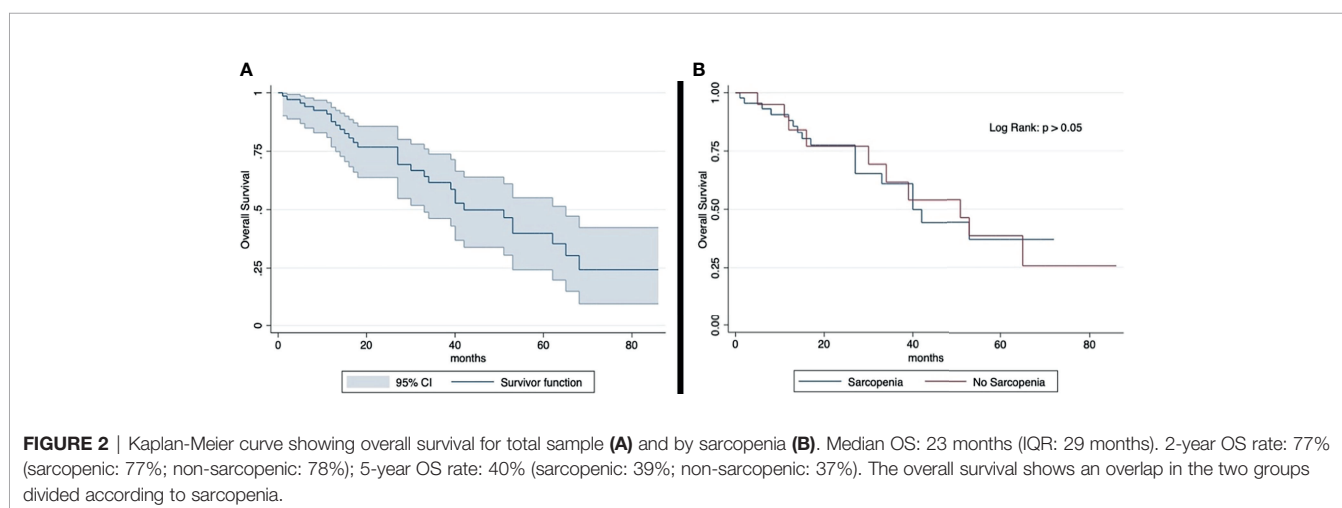 A
B
1
.75
.5
.25
0
Overall Survival
0 20 40 60 80
months
95% CI Survivor function
1.00
0.75
0.50
0.25
0.00
Overall Survival
Log Rank: p > 0.05
0 20 40 60 80
months
Sarcopenia No Sarcopenia
FIGURE 2 | Kaplan-Meier curve showing overall survival for total sample (A) and by sarcopenia (B). Median OS: 23 months (IQR: 29 months). 2-year OS rate: 77%
(sarcopenic: 77%; non-sarcopenic: 78%); 5-year OS rate: 40% (sarcopenic: 39%; non-sarcopenic: 37%). The overall survival shows an overlap in the two groups
divided according to sarcopenia.